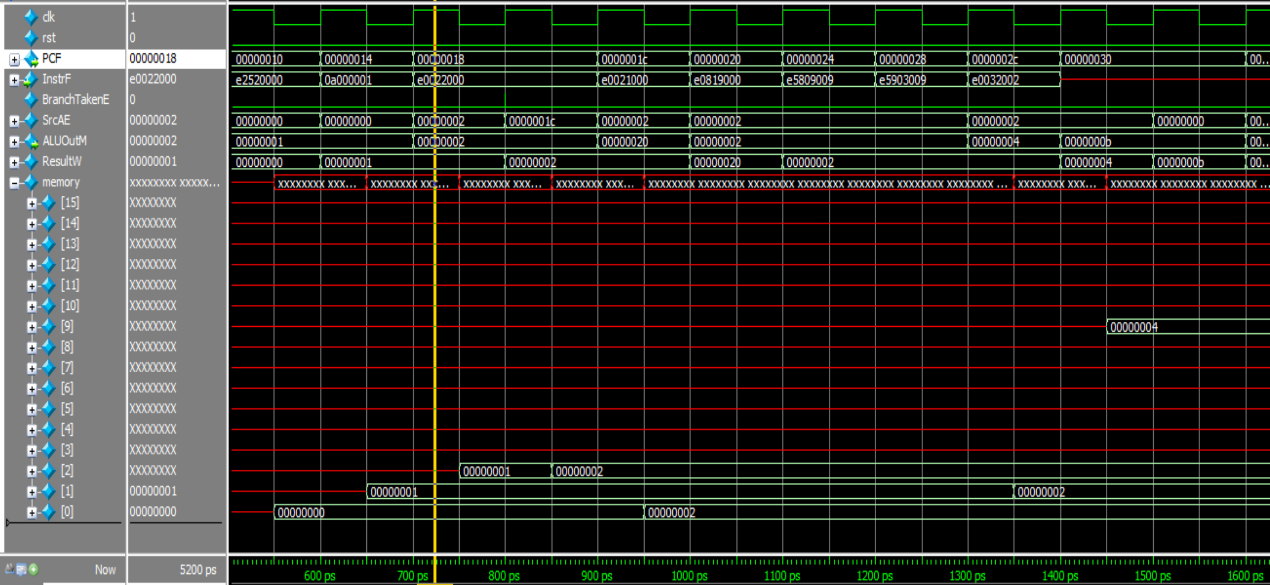 clk 1
rst 0
PCF 00000018 00000010 00000014 00000018 0000001c 00000020 00000024 00000028 0000002c 00000030 00..
InstrF e0022000 e2520000 0a000001 e0022000 e0021000 e0819000 e5809009 e5903009 e0032002
BranchTakenE 0
SrcAE 00000002 00000000 00000000 00000002 0000001c 00000002 00000002 00000002 00000000 00..
ALUOutM 00000002 00000001 00000002 00000020 00000002 00000004 0000000b 00..
ResultW 00000001 00000000 00000001 00000002 00000020 00000002 00000004 0000000b 00..
memory xxxxxxxx xxxxx... xxxxxxxx xxx... xxxxxxxx xxx... xxxxxxxx xxx... xxxxxxxx xxx... xxxxxxxx xxxxxxxx xxxxxxxx xxxxxxxx xxxxxxxx xxxxxxxx xxxxxxxx ... xxxxxxxx xxx... xxxxxxxx xxxxxxxx xxxxxxxx ...
[15] xxxxxxxx
[14] xxxxxxxx
[13] xxxxxxxx
[12] xxxxxxxx
[11] xxxxxxxx
[10] xxxxxxxx
[9] xxxxxxxx 00000004
[8] xxxxxxxx
[7] xxxxxxxx
[6] xxxxxxxx
[5] xxxxxxxx
[4] xxxxxxxx
[3] xxxxxxxx
[2] xxxxxxxx 00000001 00000002
[1] 00000001 00000001 00000002
[0] 00000000 00000000 00000002
Now 5200 ps 600 ps 700 ps 800 ps 900 ps 1000 ps 1100 ps 1200 ps 1300 ps 1400 ps 1500 ps 1600 ps